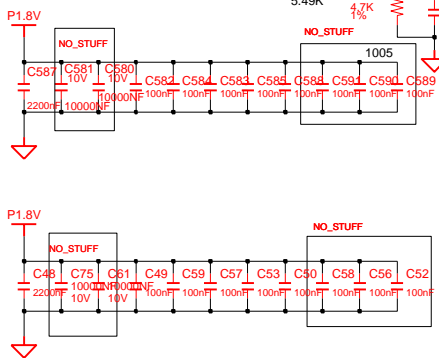 5.49K
4.7K
1%
P1.8V
NO_STUFF
NO_STUFF
1005
C587
C581
C580
C582
C584
C583
C585
C588
C591
C590
C589
10V
10V
2200nF
10000NF
10000NF
100nF
100nF
100nF
100nF
100nF
100nF
100nF
100nF
P1.8V
NO_STUFF
NO_STUFF
C48
C75
C61
C49
C59
C57
C53
C50
C58
C56
C52
2200nF
10000NF
10000NF
10V
10V
100nF
100nF
100nF
100nF
100nF
100nF
100nF
100nF